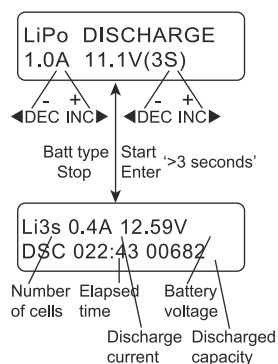 LiPo DISCHARGE
1.0A 11.1V(3S)
- + - +
◀DEC INC▶ ◀DEC INC▶
Batt type Start
Stop Enter '>3 seconds'
Li3s 0.4A 12.59V
DSC 022:43 00682
Number Elapsed Battery
of cells time voltage
Discharge Discharged
current capacity